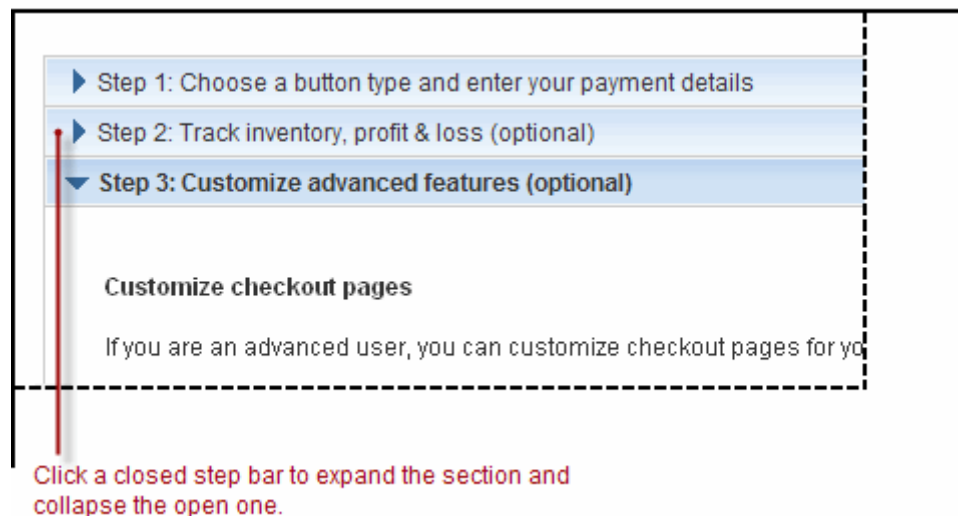 Step 1: Choose a button type and enter your payment details
Step 2: Track inventory, profit & loss (optional)
Step 3: Customize advanced features (optional)
Customize checkout pages
If you are an advanced user, you can customize checkout pages for yo
Click a closed step bar to expand the section and
collapse the open one.